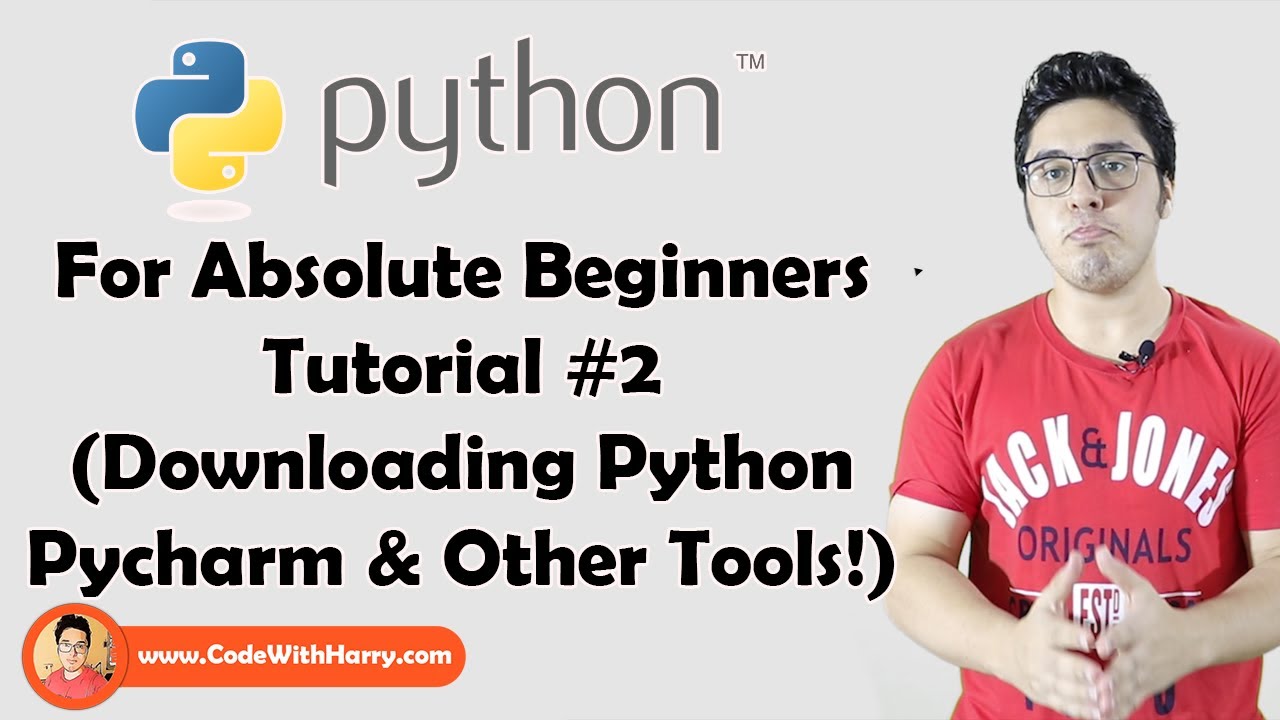 python™
For Absolute Beginners
Tutorial #2
(Downloading Python
Pycharm & Other Tools!)
www.CodeWithHarry.com
JACK & JONES
ORIGINALS
ESTD